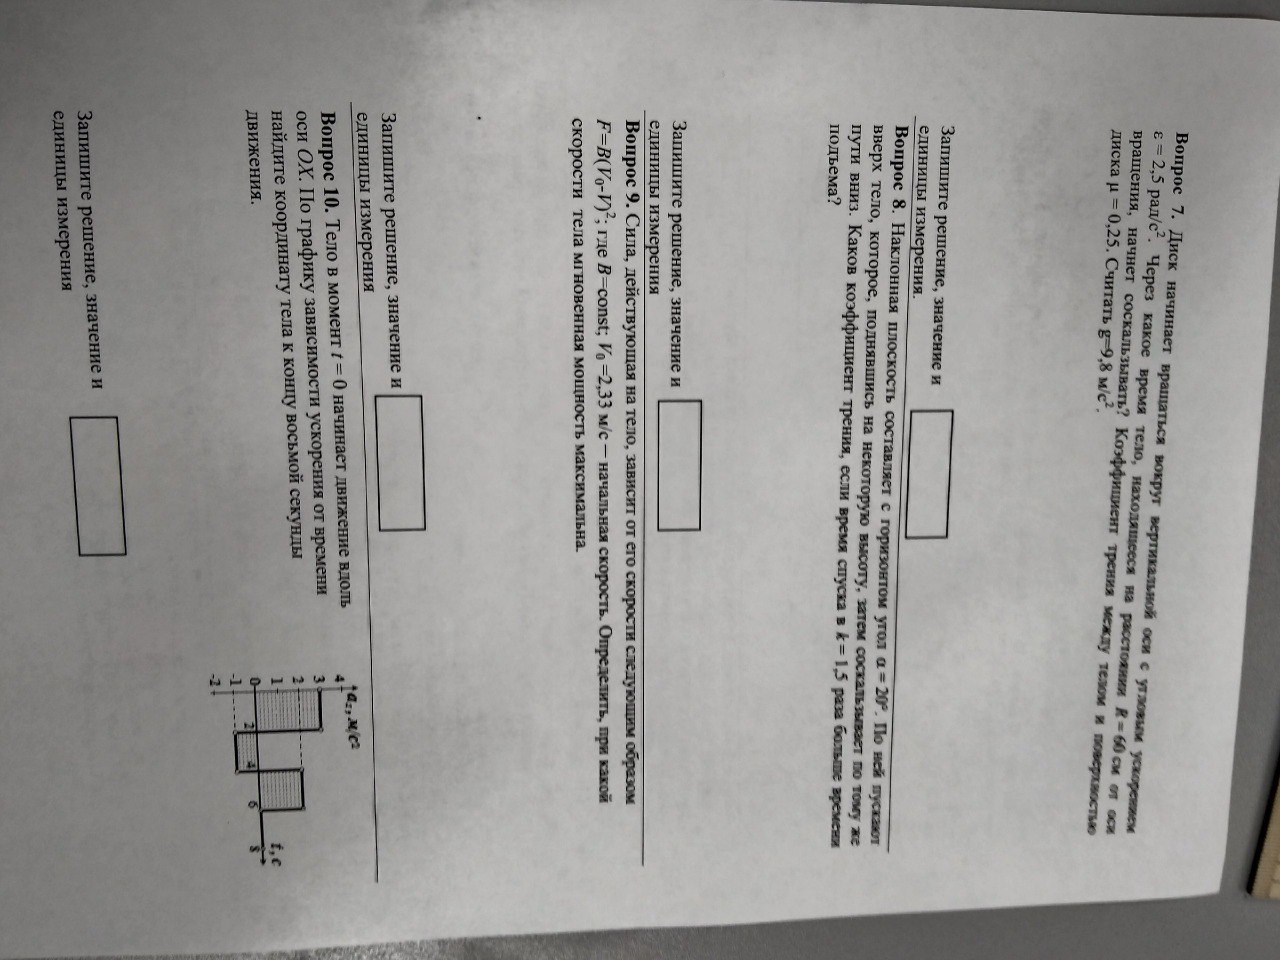 Вопрос 7. Диск начинает вращаться вокруг вертикальной оси с угловым ускорением
ε = 2,5 рад/с². Через какое время тело, находящееся на расстоянии R = 60 см от оси
вращения, начнет соскальзывать? Коэффициент трения между телом и поверхностью
диска μ = 0,25. Считать g=9,8 м/с².
Запишите решение, значение и
единицы измерения.
Вопрос 8. Наклонная плоскость составляет с горизонтом угол α = 20°. По ней пускают
вверх тело, которое, поднявшись на некоторую высоту, затем соскальзывает по тому же
пути вниз. Каков коэффициент трения, если время спуска в k = 1,5 раза больше времени
подъема?
Запишите решение, значение и
единицы измерения
Вопрос 9. Сила, действующая на тело, зависит от его скорости следующим образом
F=B(V₀-V)²; где B=const; V₀ =2,33 м/с – начальная скорость. Определить, при какой
скорости тела мгновенная мощность максимальна.
Запишите решение, значение и
единицы измерения
Вопрос 10. Тело в момент t = 0 начинает движение вдоль
оси OX. По графику зависимости ускорения от времени
найдите координату тела к концу восьмой секунды
движения.
aₓ, м/с²
4
3
2
1
0
-1
-2
2
4
6
8
t, с
Запишите решение, значение и
единицы измерения